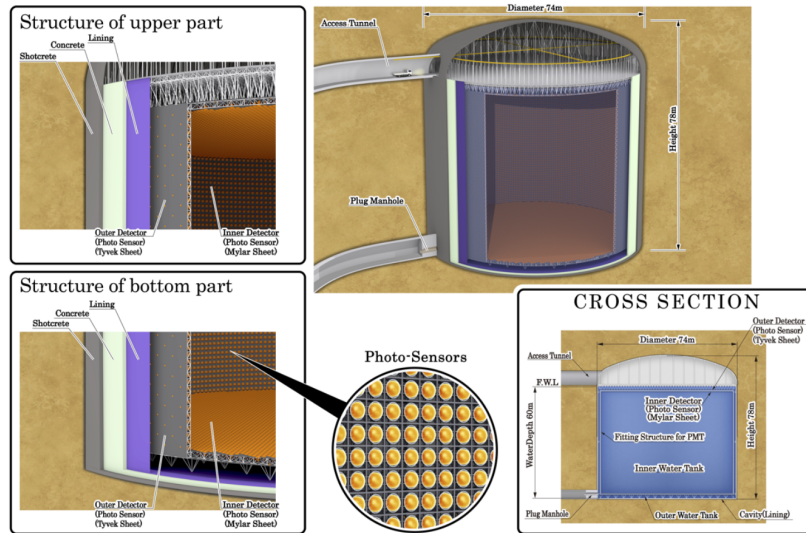 Structure of upper part
Lining
Concrete
Shotcrete
Outer Detector
(Photo Sensor)
(Tyvek Sheet)
Inner Detector
(Photo Sensor)
(Mylar Sheet)
Diameter 74m
Access Tunnel
Height 78m
Plug Manhole
Structure of bottom part
Lining
Concrete
Shotcrete
Outer Detector
(Photo Sensor)
(Tyvek Sheet)
Inner Detector
(Photo Sensor)
(Mylar Sheet)
Photo-Sensors
CROSS SECTION
Outer Detector
(Photo Sensor)
(Tyvek Sheet)
Diameter 74m
Access Tunnel
F.W.L
Inner Detector
(Photo Sensor)
(Mylar Sheet)
WaterDepth 60m
Height 78m
Fitting Structure for PMT
Inner Water Tank
Plug Manhole
Outer Water Tank
Cavity(Lining)